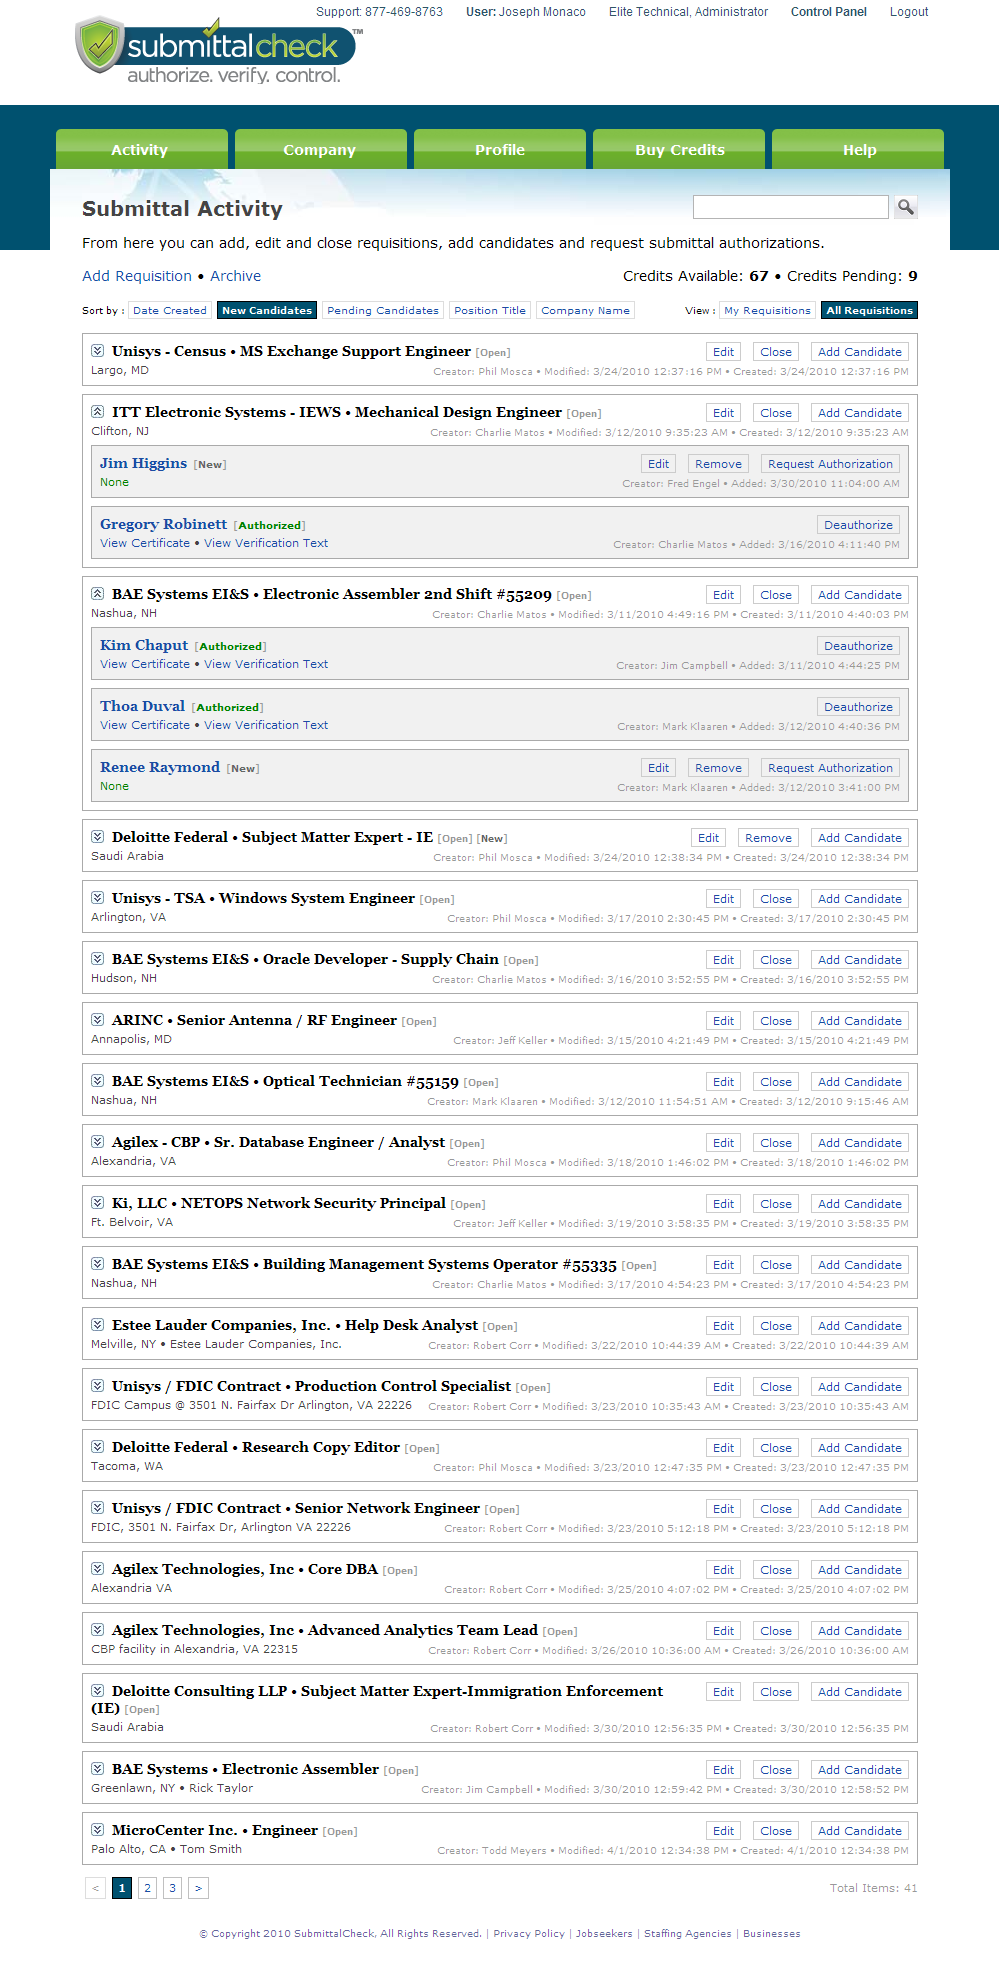 Support: 877-469-8763 User: Joseph Monaco Elite Technical, Administrator Control Panel Logout
submittalcheck™
authorize. verify. control.
Activity Company Profile Buy Credits Help
Submittal Activity
From here you can add, edit and close requisitions, add candidates and request submittal authorizations.
Add Requisition • Archive Credits Available: 67 • Credits Pending: 9
Sort by : Date Created New Candidates Pending Candidates Position Title Company Name View : My Requisitions All Requisitions
Unisys - Census • MS Exchange Support Engineer [Open] Edit Close Add Candidate
Largo, MD Creator: Phil Mosca • Modified: 3/24/2010 12:37:16 PM • Created: 3/24/2010 12:37:16 PM
ITT Electronic Systems - IEWS • Mechanical Design Engineer [Open] Edit Close Add Candidate
Clifton, NJ Creator: Charlie Matos • Modified: 3/12/2010 9:35:23 AM • Created: 3/12/2010 9:35:23 AM
Jim Higgins [New] Edit Remove Request Authorization
None Creator: Fred Engel • Added: 3/30/2010 11:04:00 AM
Gregory Robinett [Authorized] Deauthorize
View Certificate • View Verification Text Creator: Charlie Matos • Added: 3/16/2010 4:11:40 PM
BAE Systems EI&S • Electronic Assembler 2nd Shift #55209 [Open] Edit Close Add Candidate
Nashua, NH Creator: Charlie Matos • Modified: 3/11/2010 4:49:16 PM • Created: 3/11/2010 4:40:03 PM
Kim Chaput [Authorized] Deauthorize
View Certificate • View Verification Text Creator: Jim Campbell • Added: 3/11/2010 4:44:25 PM
Thoa Duval [Authorized] Deauthorize
View Certificate • View Verification Text Creator: Mark Klaaren • Added: 3/12/2010 4:40:36 PM
Renee Raymond [New] Edit Remove Request Authorization
None Creator: Mark Klaaren • Added: 3/12/2010 3:41:00 PM
Deloitte Federal • Subject Matter Expert - IE [Open] [New] Edit Remove Add Candidate
Saudi Arabia Creator: Phil Mosca • Modified: 3/24/2010 12:38:34 PM • Created: 3/24/2010 12:38:34 PM
Unisys - TSA • Windows System Engineer [Open] Edit Close Add Candidate
Arlington, VA Creator: Phil Mosca • Modified: 3/17/2010 2:30:45 PM • Created: 3/17/2010 2:30:45 PM
BAE Systems EI&S • Oracle Developer - Supply Chain [Open] Edit Close Add Candidate
Hudson, NH Creator: Charlie Matos • Modified: 3/16/2010 3:52:55 PM • Created: 3/16/2010 3:52:55 PM
ARINC • Senior Antenna / RF Engineer [Open] Edit Close Add Candidate
Annapolis, MD Creator: Jeff Keller • Modified: 3/15/2010 4:21:49 PM • Created: 3/15/2010 4:21:49 PM
BAE Systems EI&S • Optical Technician #55159 [Open] Edit Close Add Candidate
Nashua, NH Creator: Mark Klaaren • Modified: 3/12/2010 11:54:51 AM • Created: 3/12/2010 9:15:46 AM
Agilex - CBP • Sr. Database Engineer / Analyst [Open] Edit Close Add Candidate
Alexandria, VA Creator: Phil Mosca • Modified: 3/18/2010 1:46:02 PM • Created: 3/18/2010 1:46:02 PM
Ki, LLC • NETOPS Network Security Principal [Open] Edit Close Add Candidate
Ft. Belvoir, VA Creator: Jeff Keller • Modified: 3/19/2010 3:58:35 PM • Created: 3/19/2010 3:58:35 PM
BAE Systems EI&S • Building Management Systems Operator #55335 [Open] Edit Close Add Candidate
Nashua, NH Creator: Charlie Matos • Modified: 3/17/2010 4:54:23 PM • Created: 3/17/2010 4:54:23 PM
Estee Lauder Companies, Inc. • Help Desk Analyst [Open] Edit Close Add Candidate
Melville, NY • Estee Lauder Companies, Inc. Creator: Robert Corr • Modified: 3/22/2010 10:44:39 AM • Created: 3/22/2010 10:44:39 AM
Unisys / FDIC Contract • Production Control Specialist [Open] Edit Close Add Candidate
FDIC Campus @ 3501 N. Fairfax Dr Arlington, VA 22226 Creator: Robert Corr • Modified: 3/23/2010 10:35:43 AM • Created: 3/23/2010 10:35:43 AM
Deloitte Federal • Research Copy Editor [Open] Edit Close Add Candidate
Tacoma, WA Creator: Phil Mosca • Modified: 3/23/2010 12:47:35 PM • Created: 3/23/2010 12:47:35 PM
Unisys / FDIC Contract • Senior Network Engineer [Open] Edit Close Add Candidate
FDIC, 3501 N. Fairfax Dr, Arlington VA 22226 Creator: Robert Corr • Modified: 3/23/2010 5:12:18 PM • Created: 3/23/2010 5:12:18 PM
Agilex Technologies, Inc • Core DBA [Open] Edit Close Add Candidate
Alexandria VA Creator: Robert Corr • Modified: 3/25/2010 4:07:02 PM • Created: 3/25/2010 4:07:02 PM
Agilex Technologies, Inc • Advanced Analytics Team Lead [Open] Edit Close Add Candidate
CBP facility in Alexandria, VA 22315 Creator: Robert Corr • Modified: 3/26/2010 10:36:00 AM • Created: 3/26/2010 10:36:00 AM
Deloitte Consulting LLP • Subject Matter Expert-Immigration Enforcement Edit Close Add Candidate
(IE) [Open]
Saudi Arabia Creator: Robert Corr • Modified: 3/30/2010 12:56:35 PM • Created: 3/30/2010 12:56:35 PM
BAE Systems • Electronic Assembler [Open] Edit Close Add Candidate
Greenlawn, NY • Rick Taylor Creator: Jim Campbell • Modified: 3/30/2010 12:59:42 PM • Created: 3/30/2010 12:58:52 PM
MicroCenter Inc. • Engineer [Open] Edit Close Add Candidate
Palo Alto, CA • Tom Smith Creator: Todd Meyers • Modified: 4/1/2010 12:34:38 PM • Created: 4/1/2010 12:34:38 PM
< 1 2 3 > Total Items: 41
© Copyright 2010 SubmittalCheck, All Rights Reserved. | Privacy Policy | Jobseekers | Staffing Agencies | Businesses